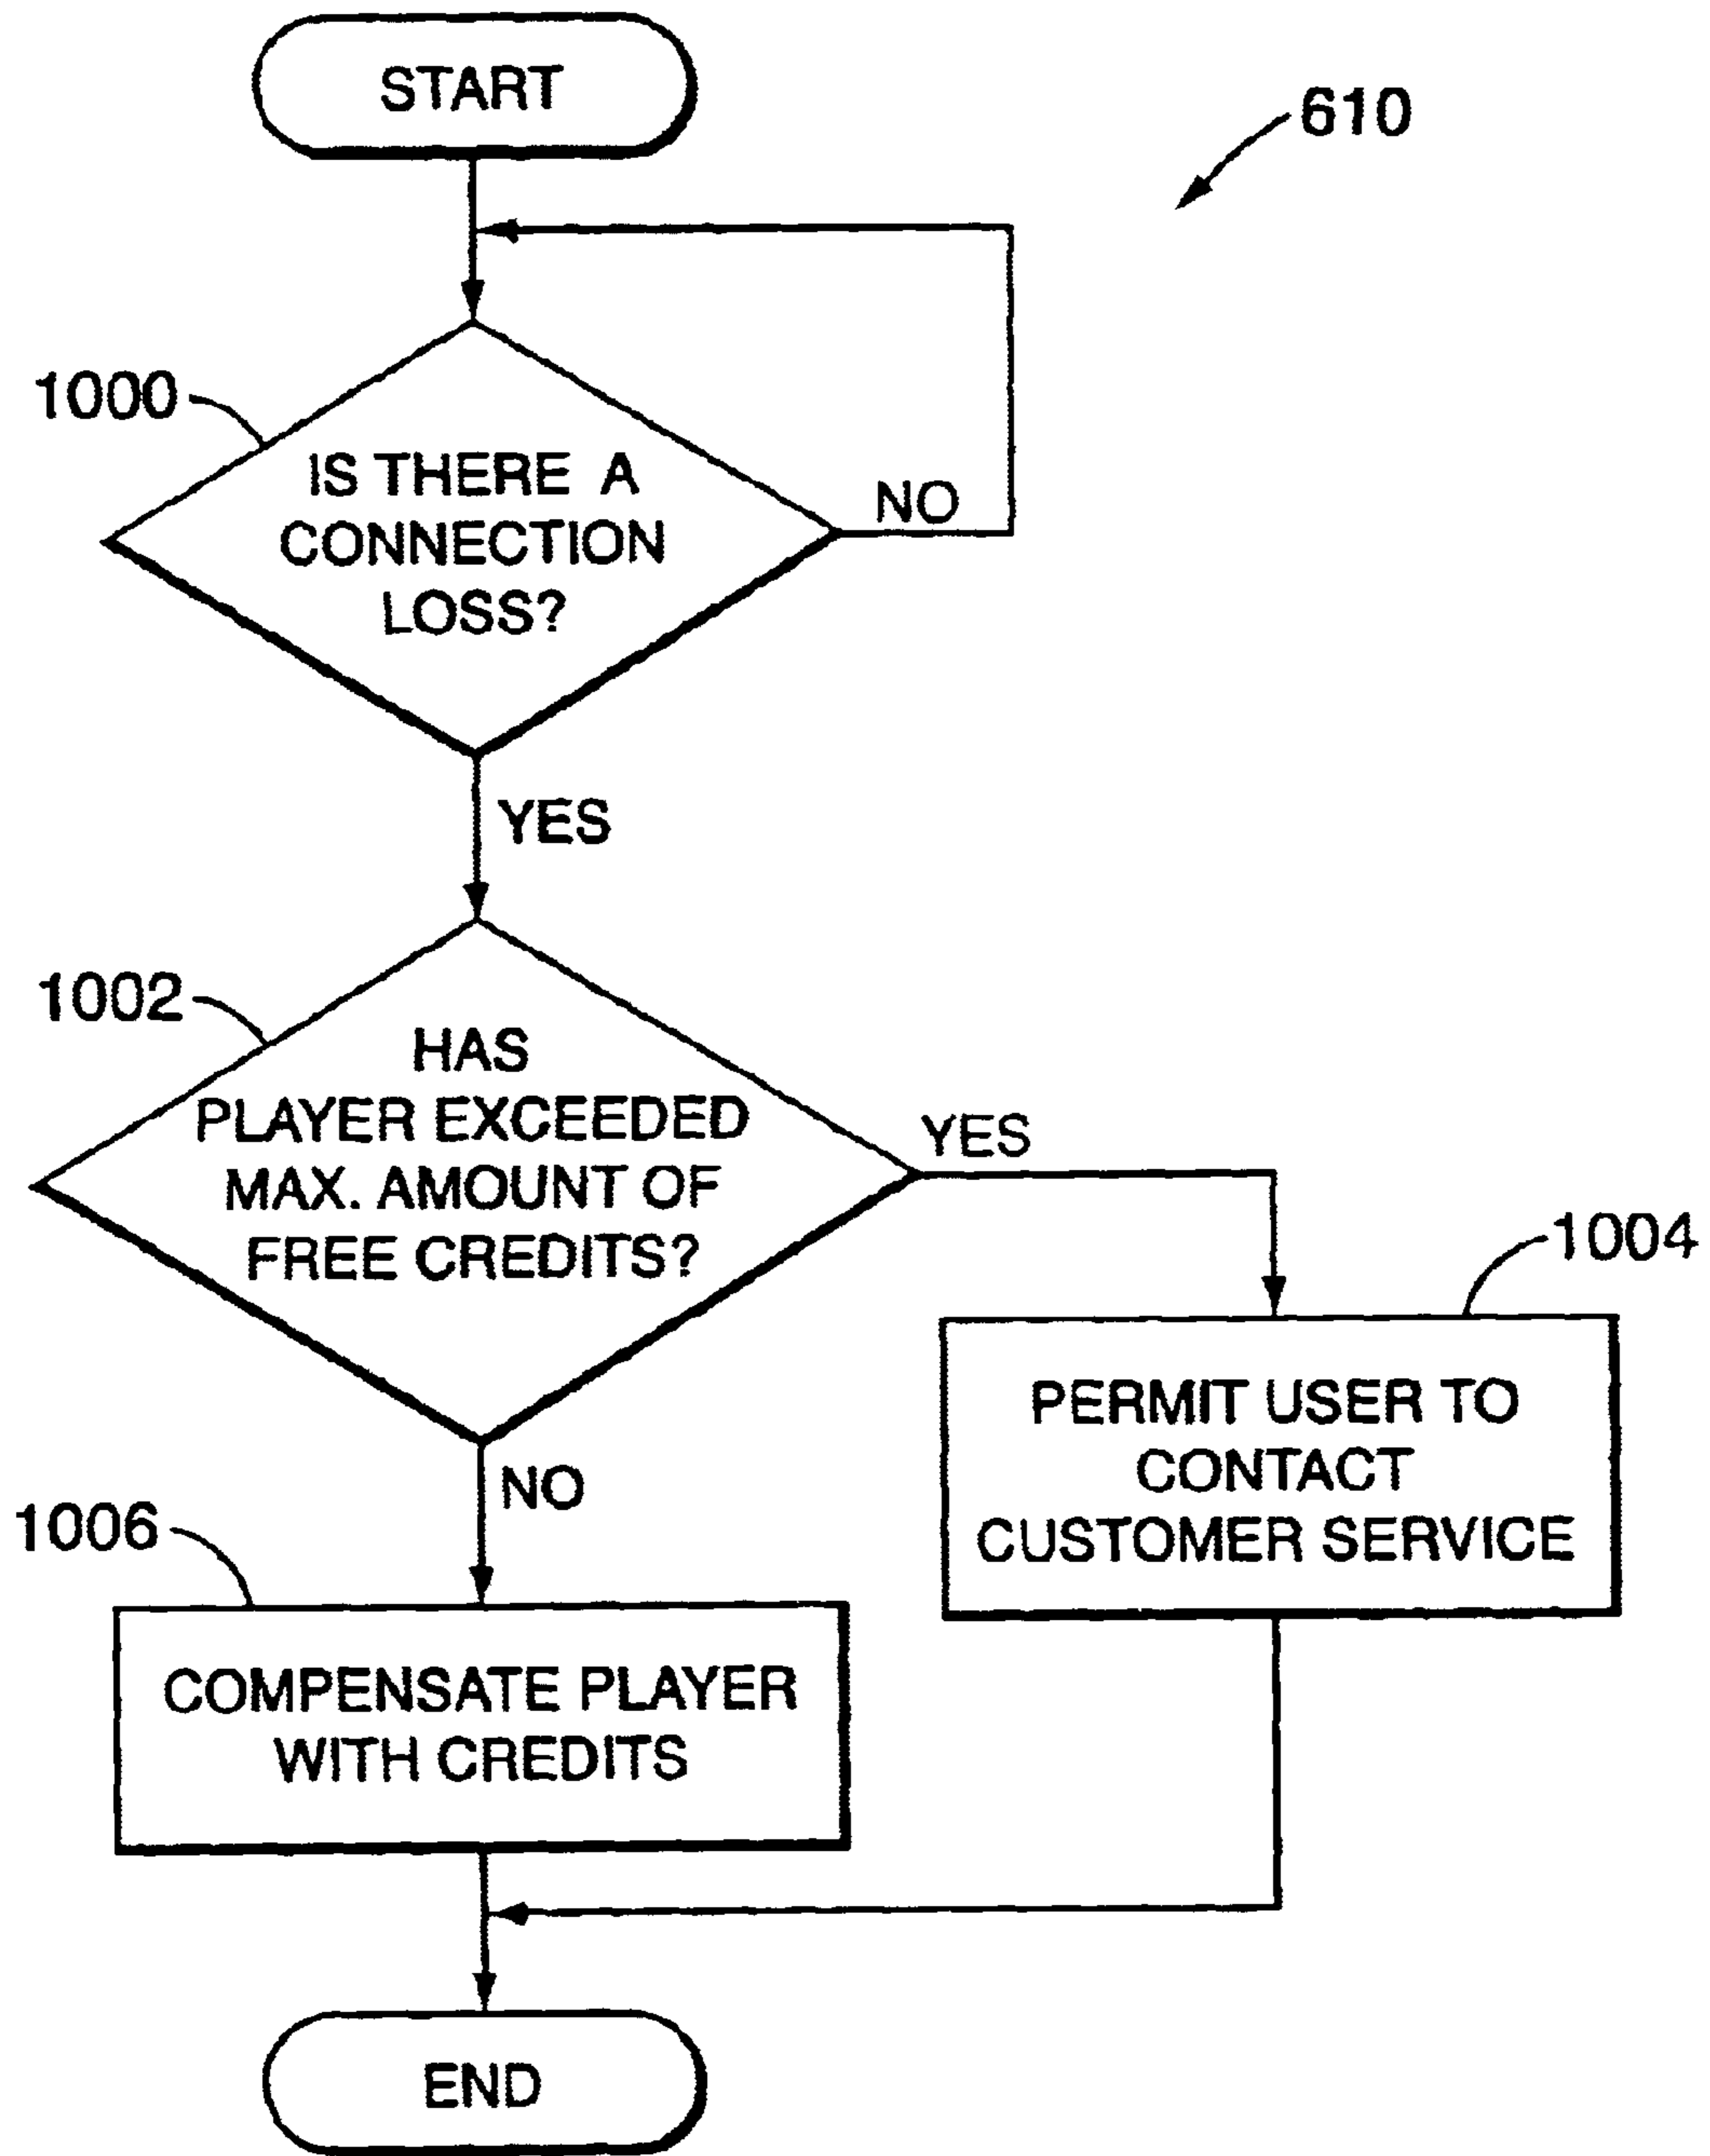 START
610
1000
IS THERE A
CONNECTION
LOSS?
NO
YES
1002
HAS
PLAYER EXCEEDED
MAX. AMOUNT OF
FREE CREDITS?
YES
1004
PERMIT USER TO
CONTACT
CUSTOMER SERVICE
NO
1006
COMPENSATE PLAYER
WITH CREDITS
END